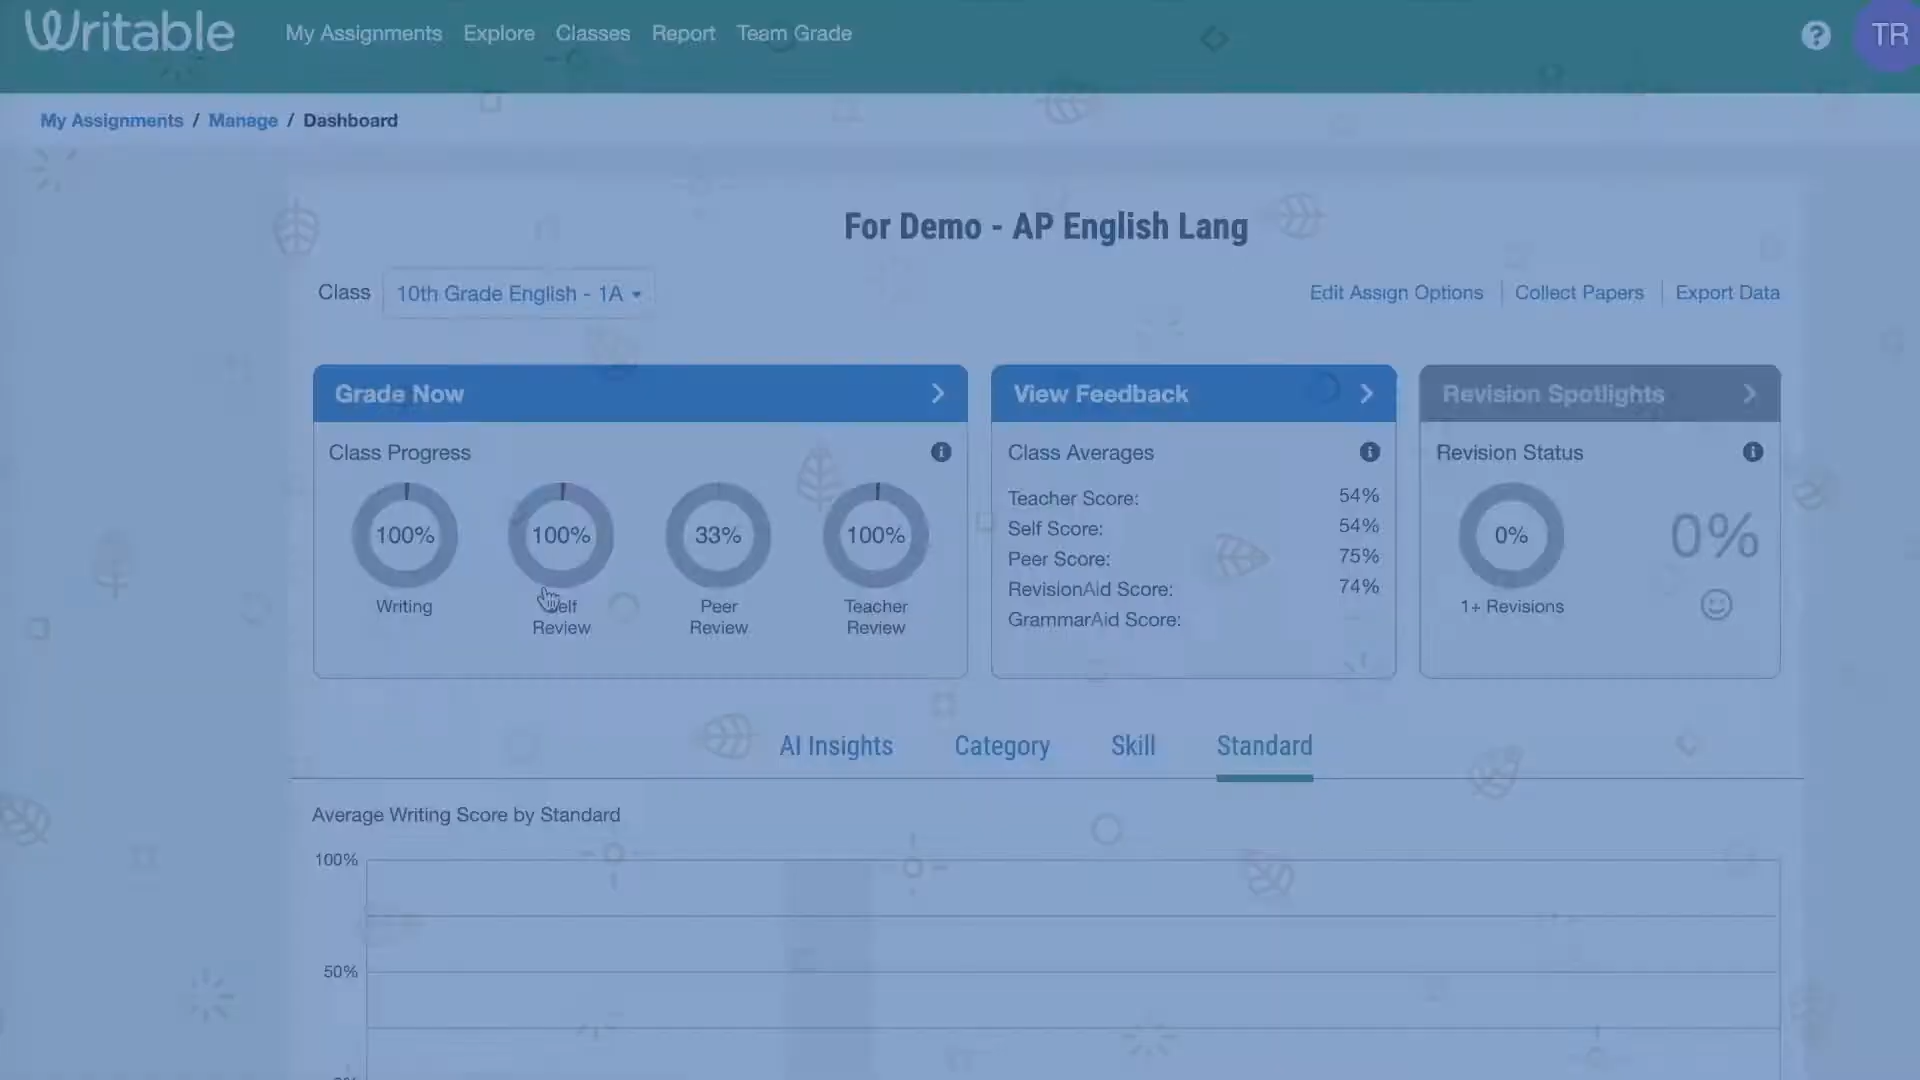 Writable
My Assignments Explore Classes Report Team Grade
? TR
My Assignments / Manage / Dashboard
For Demo - AP English Lang
Class 10th Grade English - 1A
Edit Assign Options Collect Papers Export Data
Grade Now
Class Progress
100% 100% 33% 100%
Writing
Self Review
Peer Review
Teacher Review
View Feedback
Class Averages
Teacher Score: 54%
Self Score: 54%
Peer Score: 75%
RevisionAid Score: 74%
GrammarAid Score:
Revision Spotlights
Revision Status
0% 0%
1+ Revisions
AI Insights Category Skill Standard
Average Writing Score by Standard
100%
50%